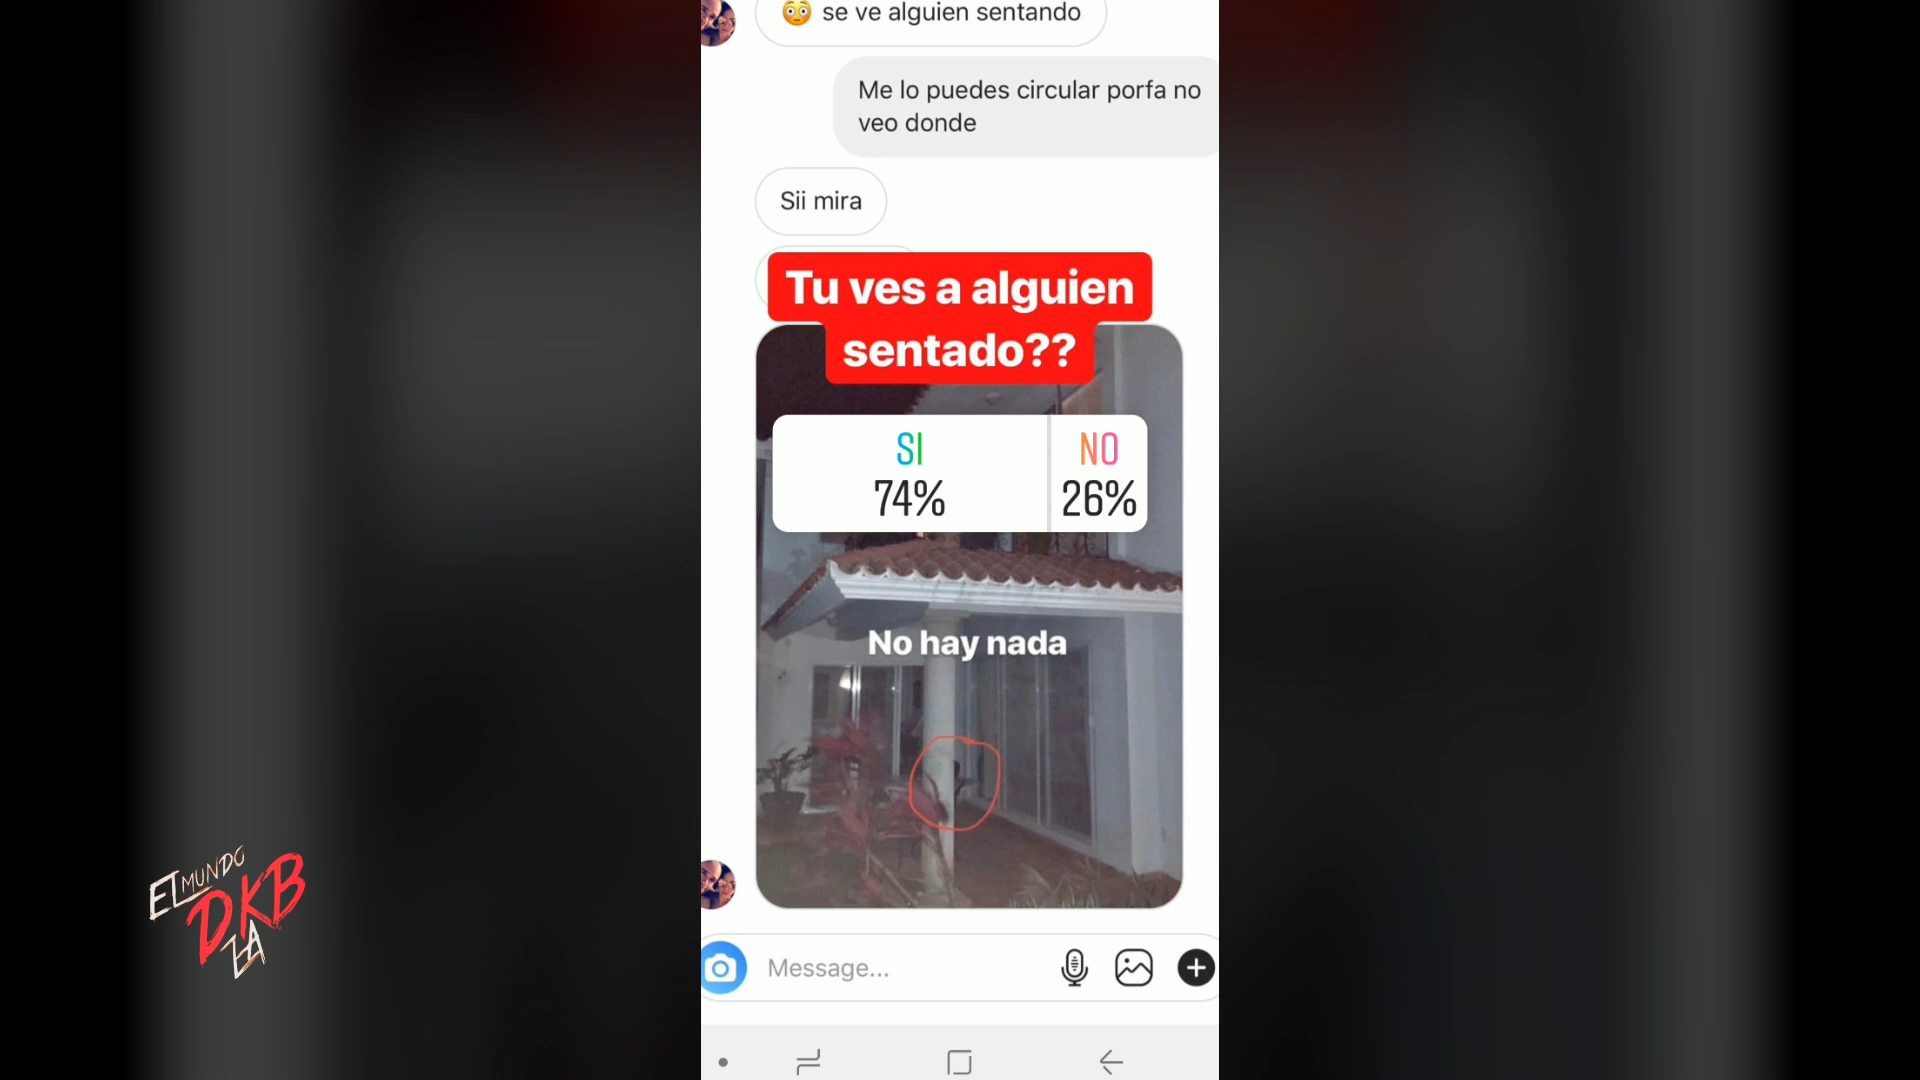 😳 se ve alguien sentando
Me lo puedes circular porfa no
veo donde
Sii mira
Tu ves a alguien
sentado??
SI
74%
NO
26%
No hay nada
EL MUNDO
DKB
ZA
Message...